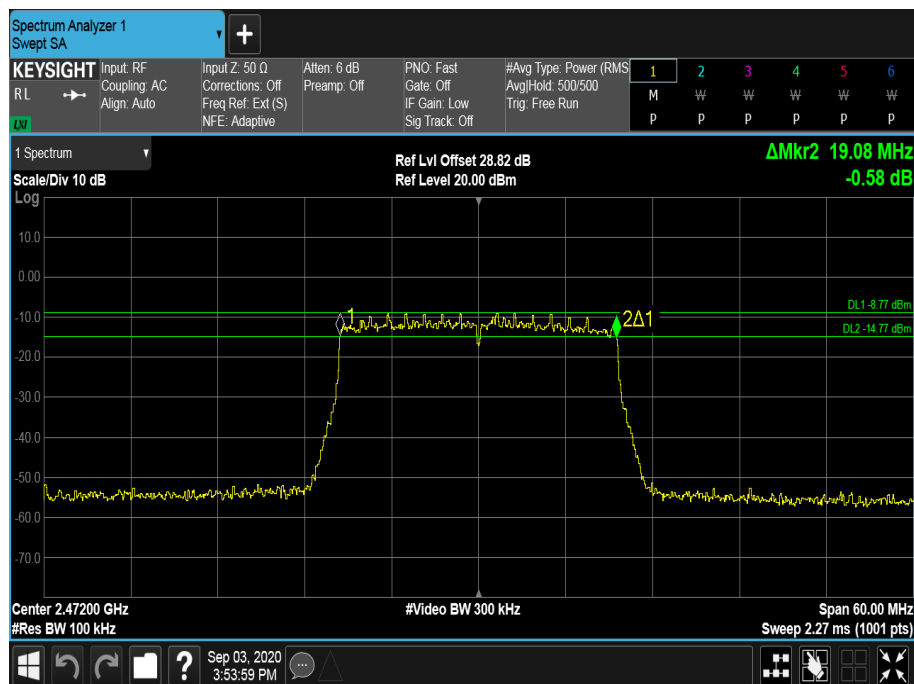 Spectrum Analyzer 1
Swept SA
KEYSIGHT
RL
LXI
Input: RF
Coupling: AC
Align: Auto
Input Z: 50 Ω
Corrections: Off
Freq Ref: Ext (S)
NFE: Adaptive
Atten: 6 dB
Preamp: Off
PNO: Fast
Gate: Off
IF Gain: Low
Sig Track: Off
#Avg Type: Power (RMS
Avg|Hold: 500/500
Trig: Free Run
1 2 3 4 5 6
M W W W W W
P P P P P P
1 Spectrum
Scale/Div 10 dB
Ref Lvl Offset 28.82 dB
Ref Level 20.00 dBm
ΔMkr2 19.08 MHz
-0.58 dB
Log
10.0
0.00
-10.0
-20.0
-30.0
-40.0
-50.0
-60.0
-70.0
1
2Δ1
DL1 -8.77 dBm
DL2 -14.77 dBm
Center 2.47200 GHz
#Res BW 100 kHz
#Video BW 300 kHz
Span 60.00 MHz
Sweep 2.27 ms (1001 pts)
?
Sep 03, 2020
3:53:59 PM